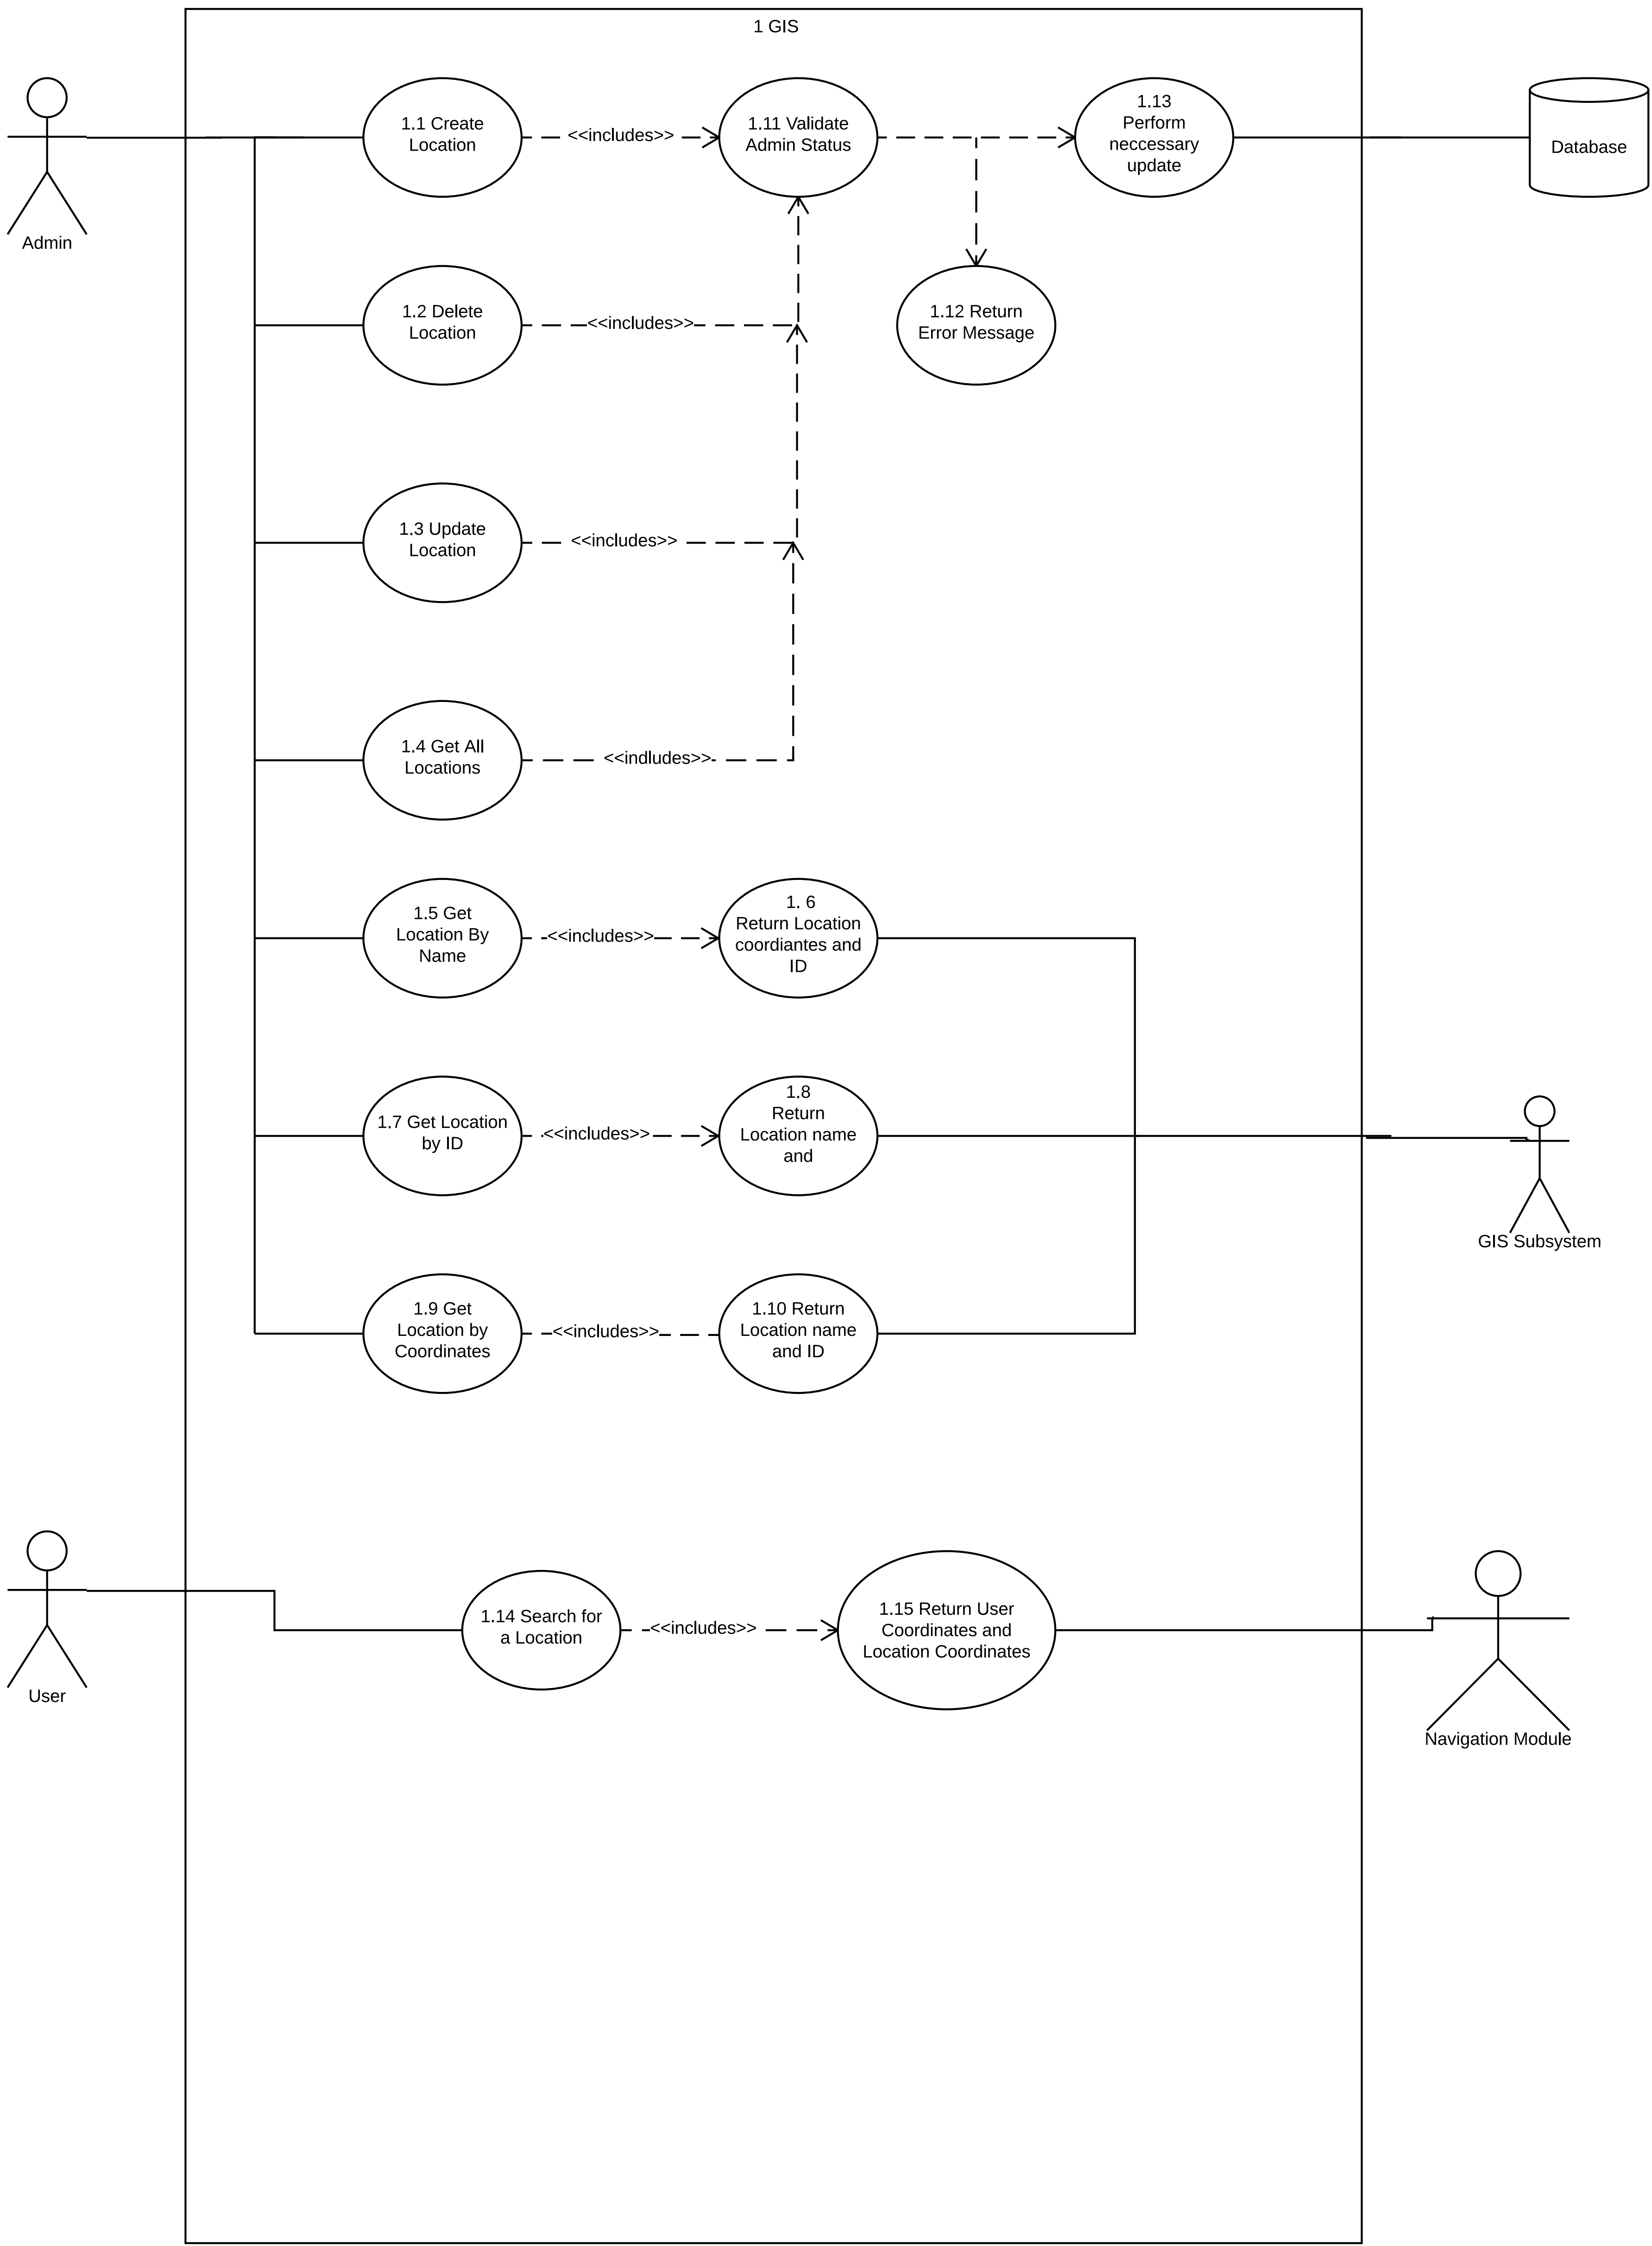 1 GIS
1.1 Create
Location
<<includes>>
1.11 Validate
Admin Status
1.13
Perform
neccessary
update
Database
Admin
1.2 Delete
Location
<<includes>>
1.12 Return
Error Message
1.3 Update
Location
<<includes>>
1.4 Get All
Locations
<<indludes>>
1.5 Get
Location By
Name
<<includes>>
1. 6
Return Location
coordiantes and
ID
1.7 Get Location
by ID
<<includes>>
1.8
Return
Location name
and
GIS Subsystem
1.9 Get
Location by
Coordinates
<<includes>>
1.10 Return
Location name
and ID
User
1.14 Search for
a Location
<<includes>>
1.15 Return User
Coordinates and
Location Coordinates
Navigation Module